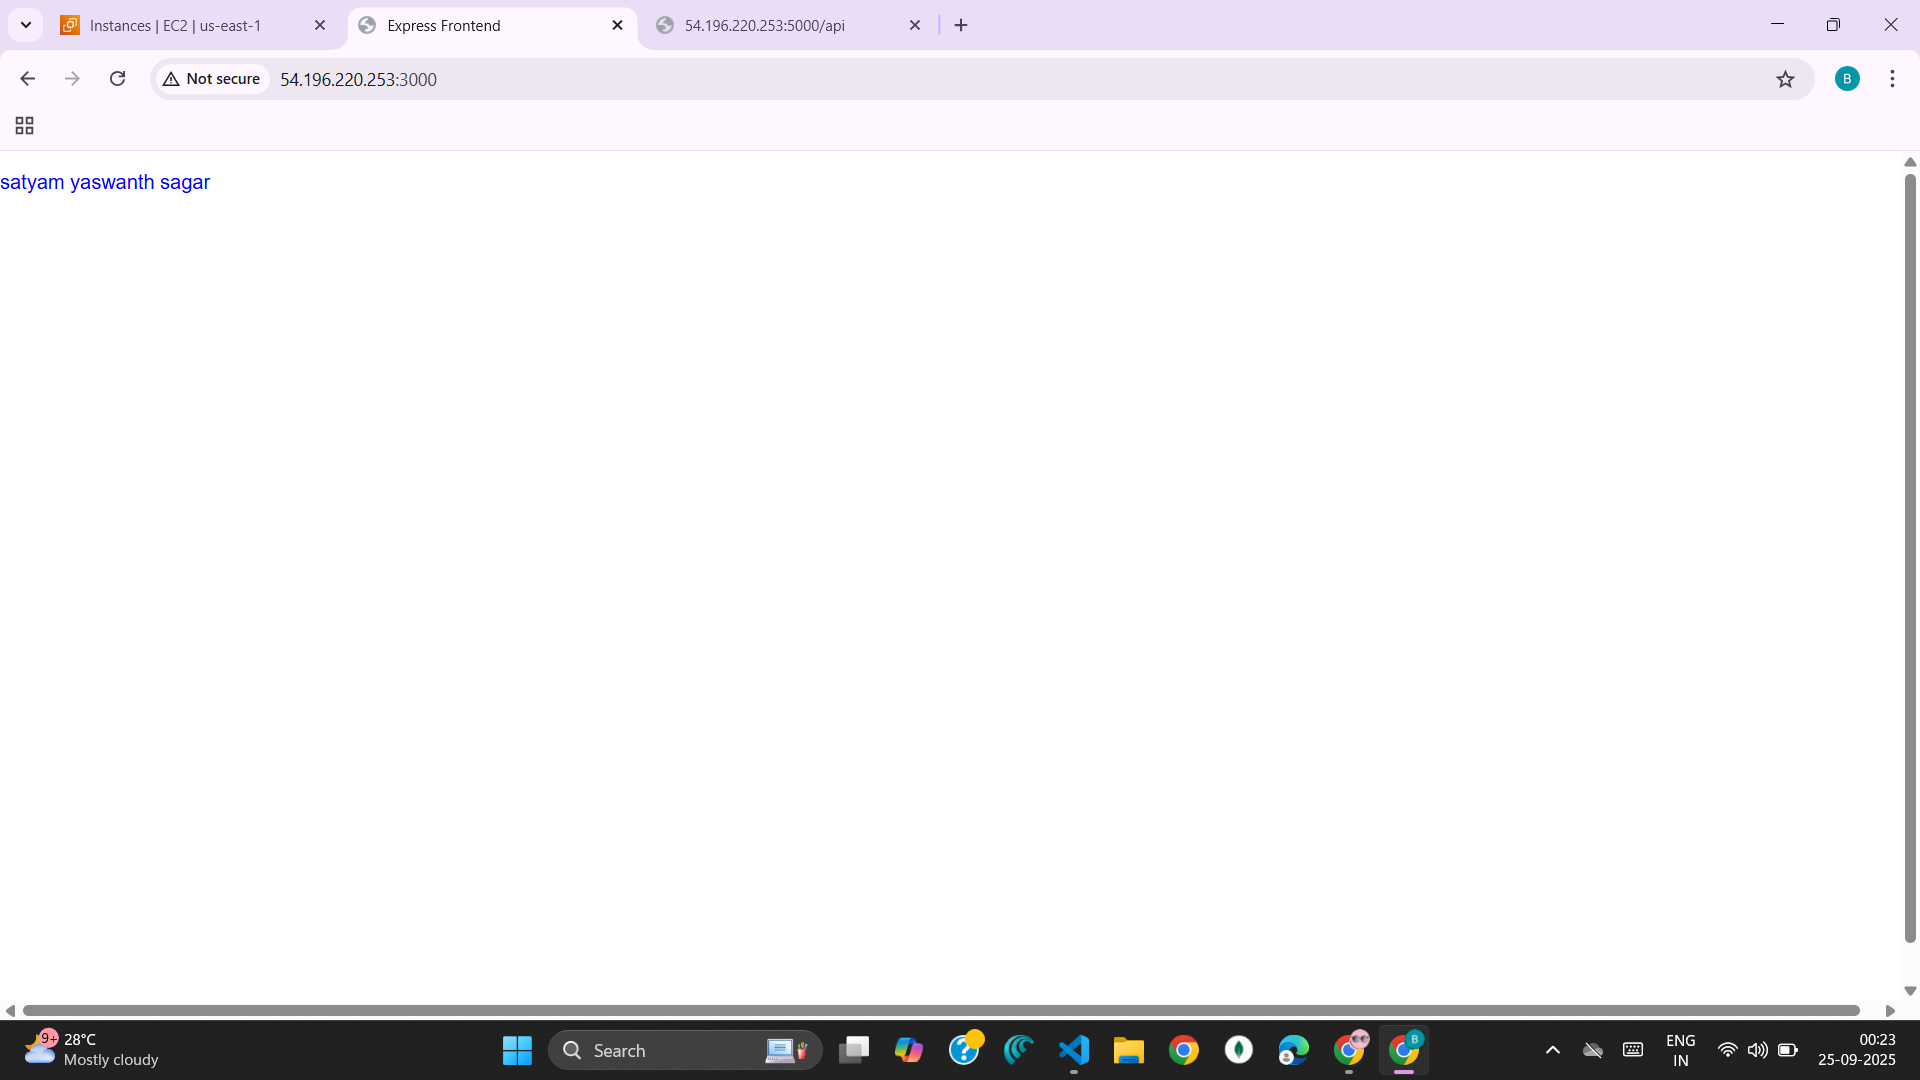 Instances | EC2 | us-east-1
Express Frontend
54.196.220.253:5000/api
Not secure
54.196.220.253:3000
B
satyam yaswanth sagar
9+
28°C
Mostly cloudy
Search
B
ENG
IN
00:23
25-09-2025